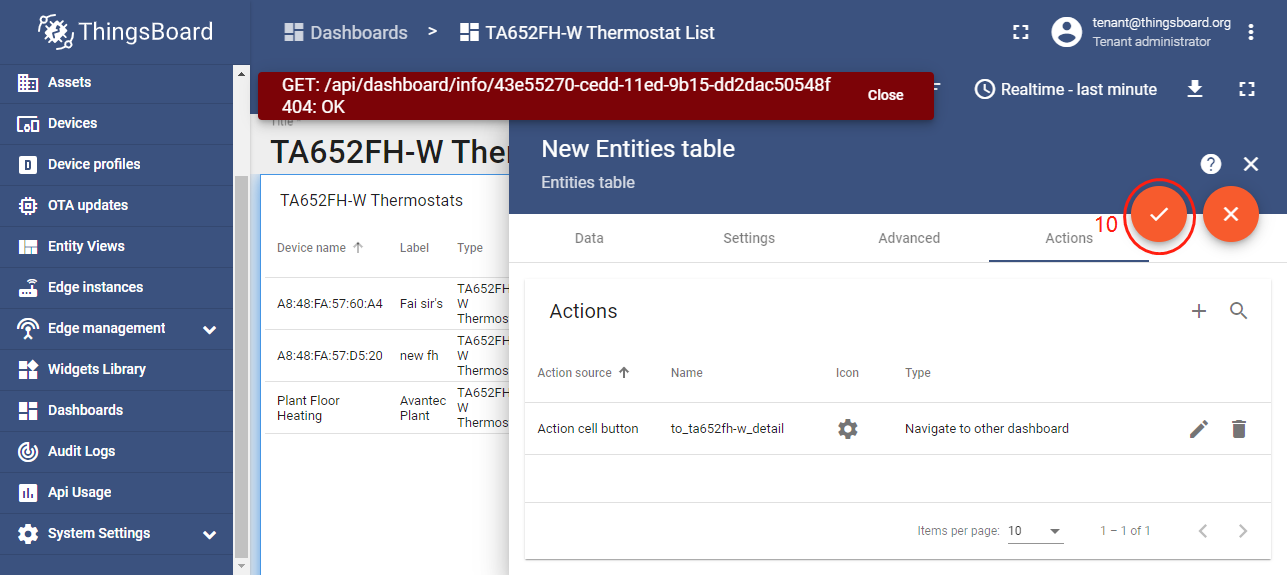 ThingsBoard
Dashboards > TA652FH-W Thermostat List
tenant@thingsboard.org
Tenant administrator
Assets
Devices
Device profiles
OTA updates
Entity Views
Edge instances
Edge management
Widgets Library
Dashboards
Audit Logs
Api Usage
System Settings
GET: /api/dashboard/info/43e55270-cedd-11ed-9b15-dd2dac50548f
404: OK
Close
Realtime - last minute
Title
TA652FH-W Ther
TA652FH-W Thermostats
Device name Label Type
A8:48:FA:57:60:A4 Fai sir's TA652FH
W
Thermos
A8:48:FA:57:D5:20 new fh TA652FH
W
Thermos
Plant Floor
Heating
Avantec
Plant
TA652FH
W
Thermos
New Entities table
Entities table
10
Data Settings Advanced Actions
Actions
Action source Name Icon Type
Action cell button to_ta652fh-w_detail Navigate to other dashboard
Items per page: 10 1 – 1 of 1